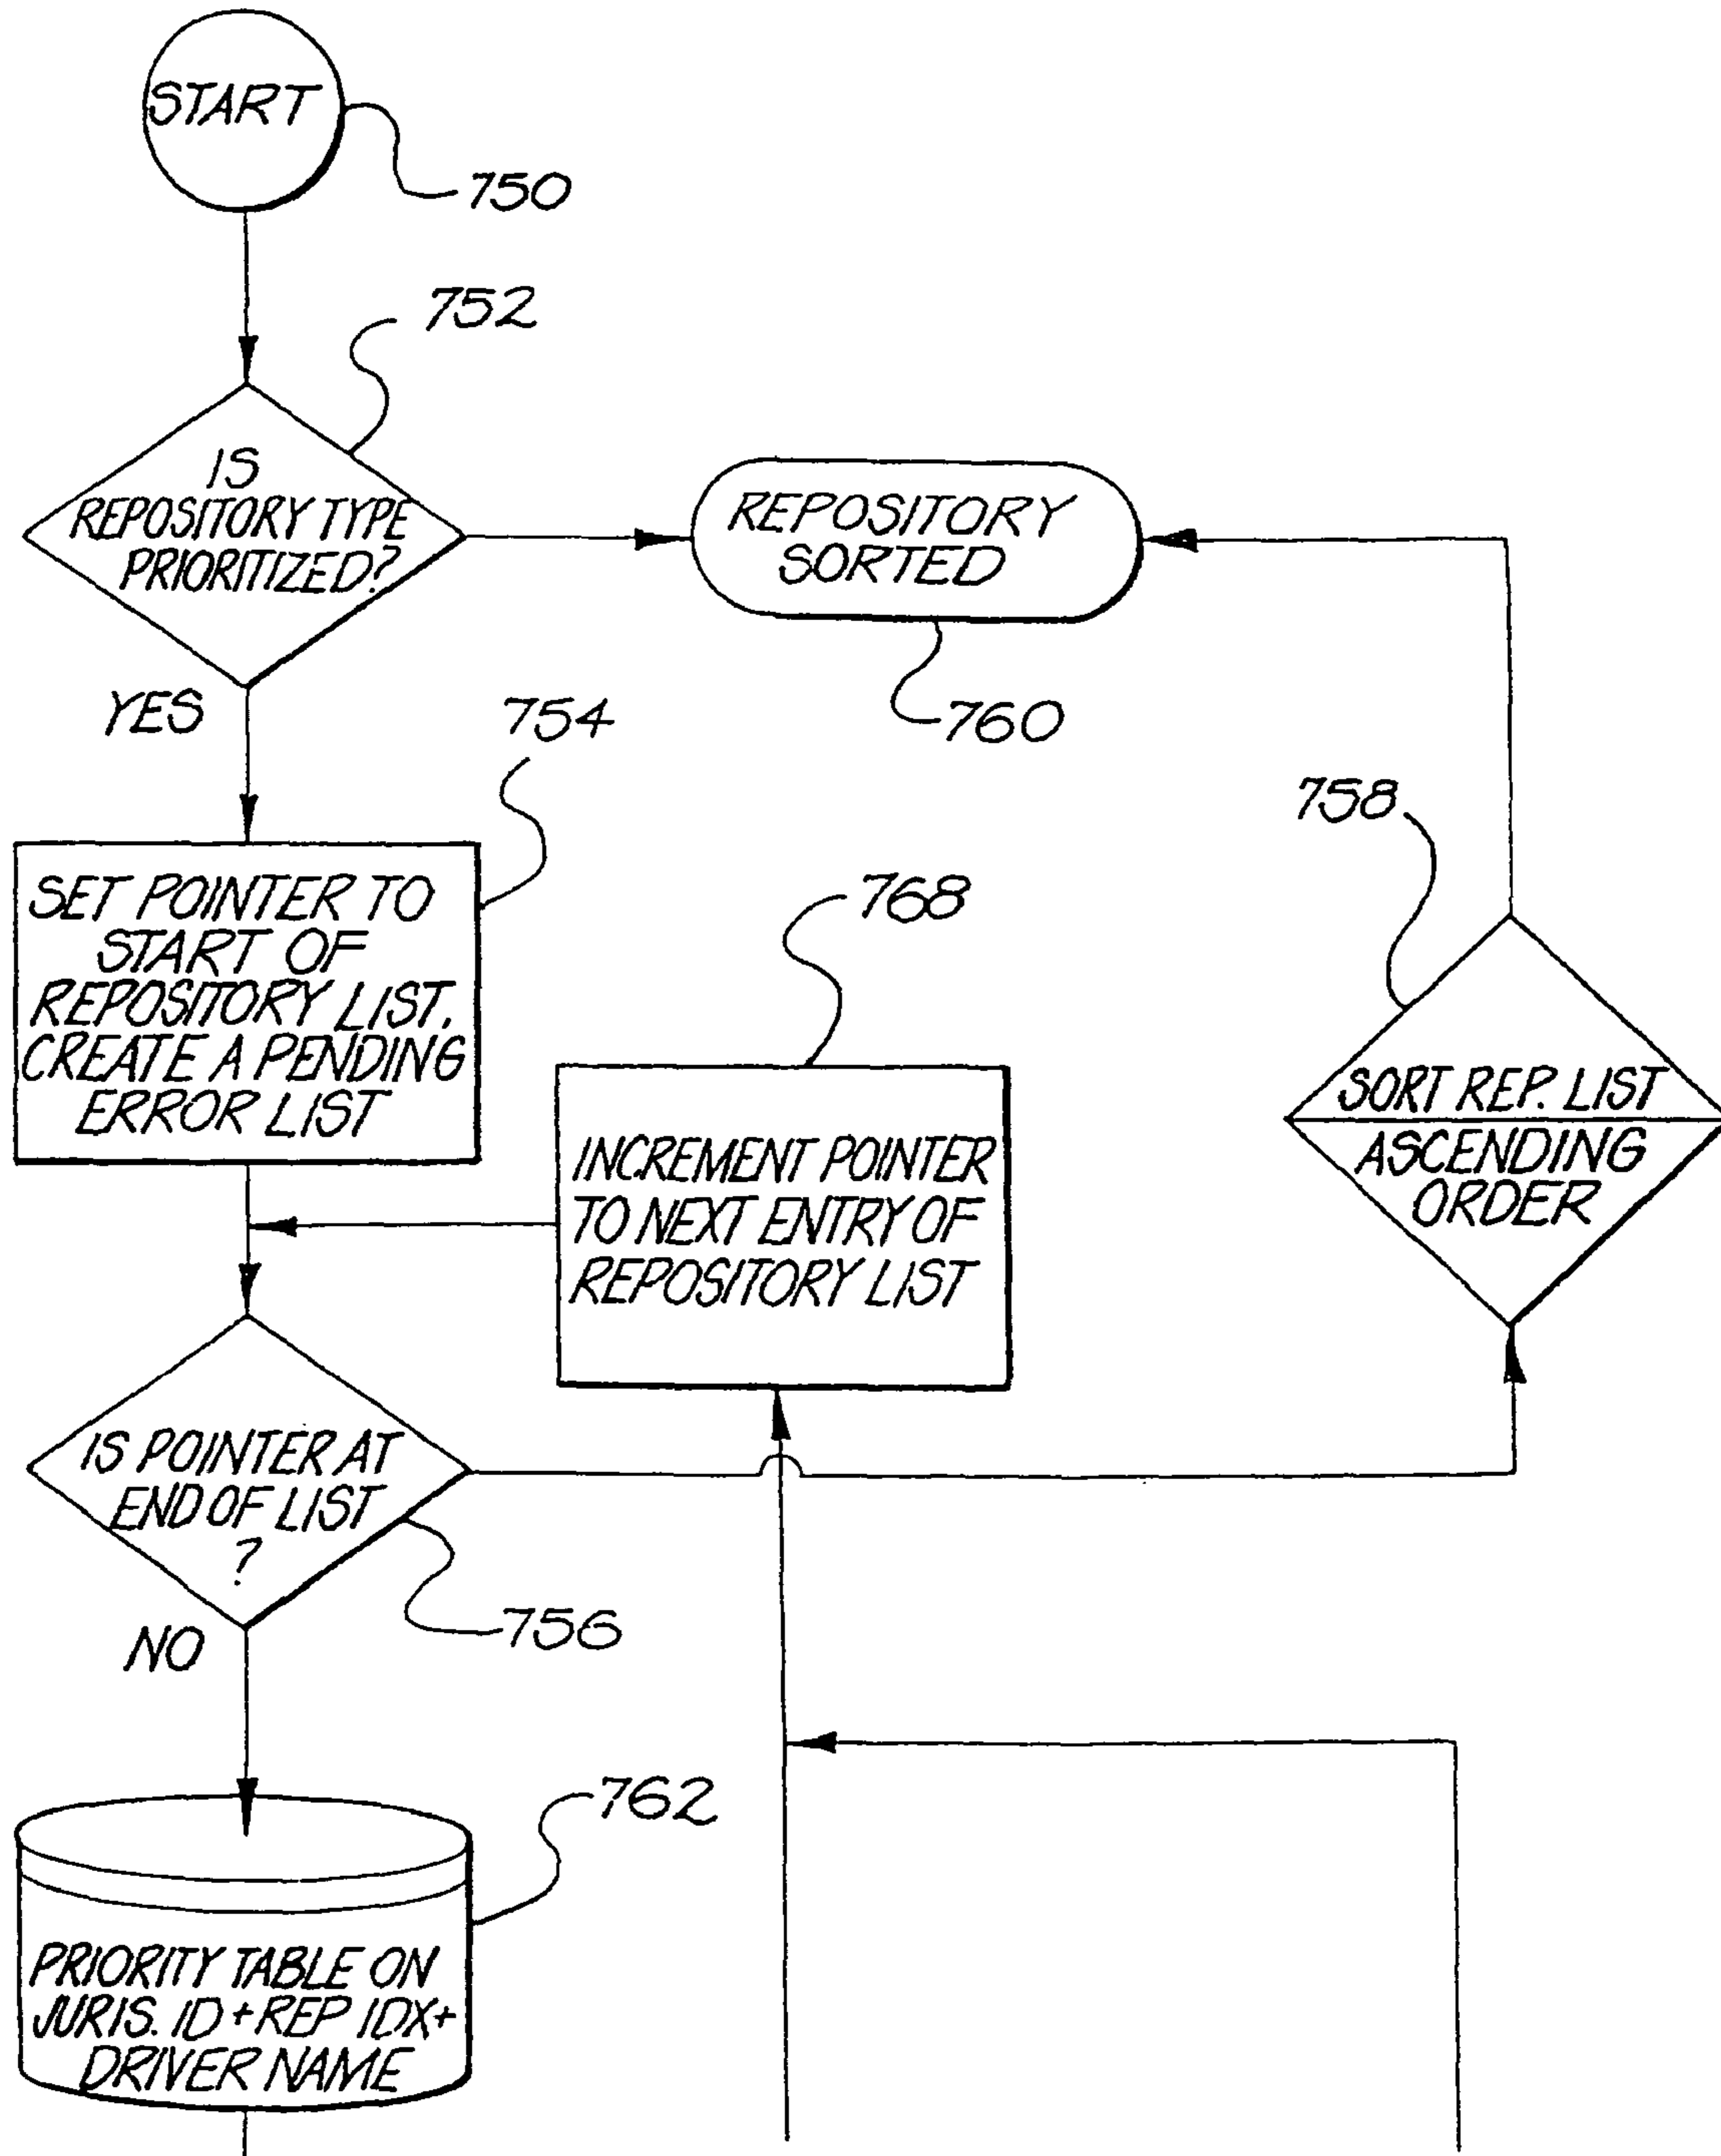 START
750
752
IS
REPOSITORY TYPE
PRIORITIZED?
REPOSITORY
SORTED
YES
754
760
758
SET POINTER TO
START OF
REPOSITORY LIST.
CREATE A PENDING
ERROR LIST
768
INCREMENT POINTER
TO NEXT ENTRY OF
REPOSITORY LIST
SORT REP. LIST
ASCENDING
ORDER
IS POINTER AT
END OF LIST
?
756
NO
762
PRIORITY TABLE ON
JURIS. ID + REP IDX+
DRIVER NAME